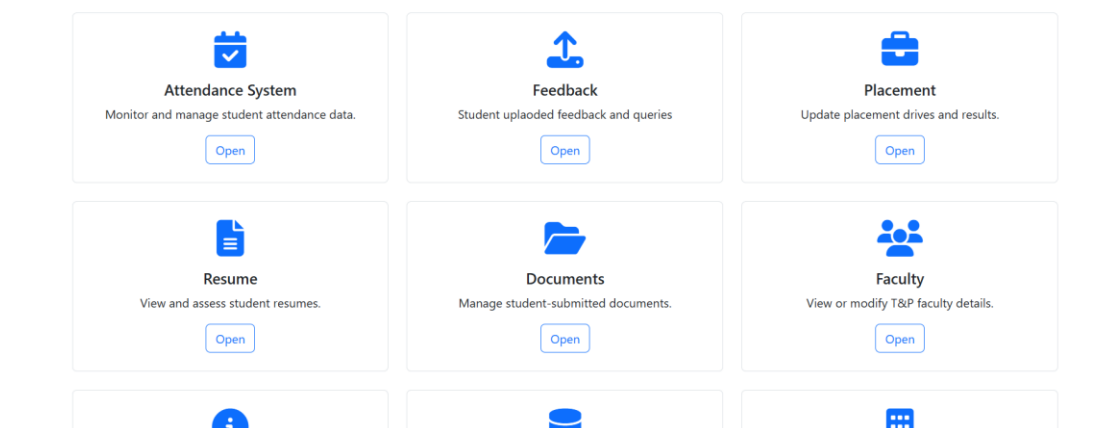 Attendance System
Monitor and manage student attendance data.
Open
Feedback
Student uplaoded feedback and queries
Open
Placement
Update placement drives and results.
Open
Resume
View and assess student resumes.
Open
Documents
Manage student-submitted documents.
Open
Faculty
View or modify T&P faculty details.
Open